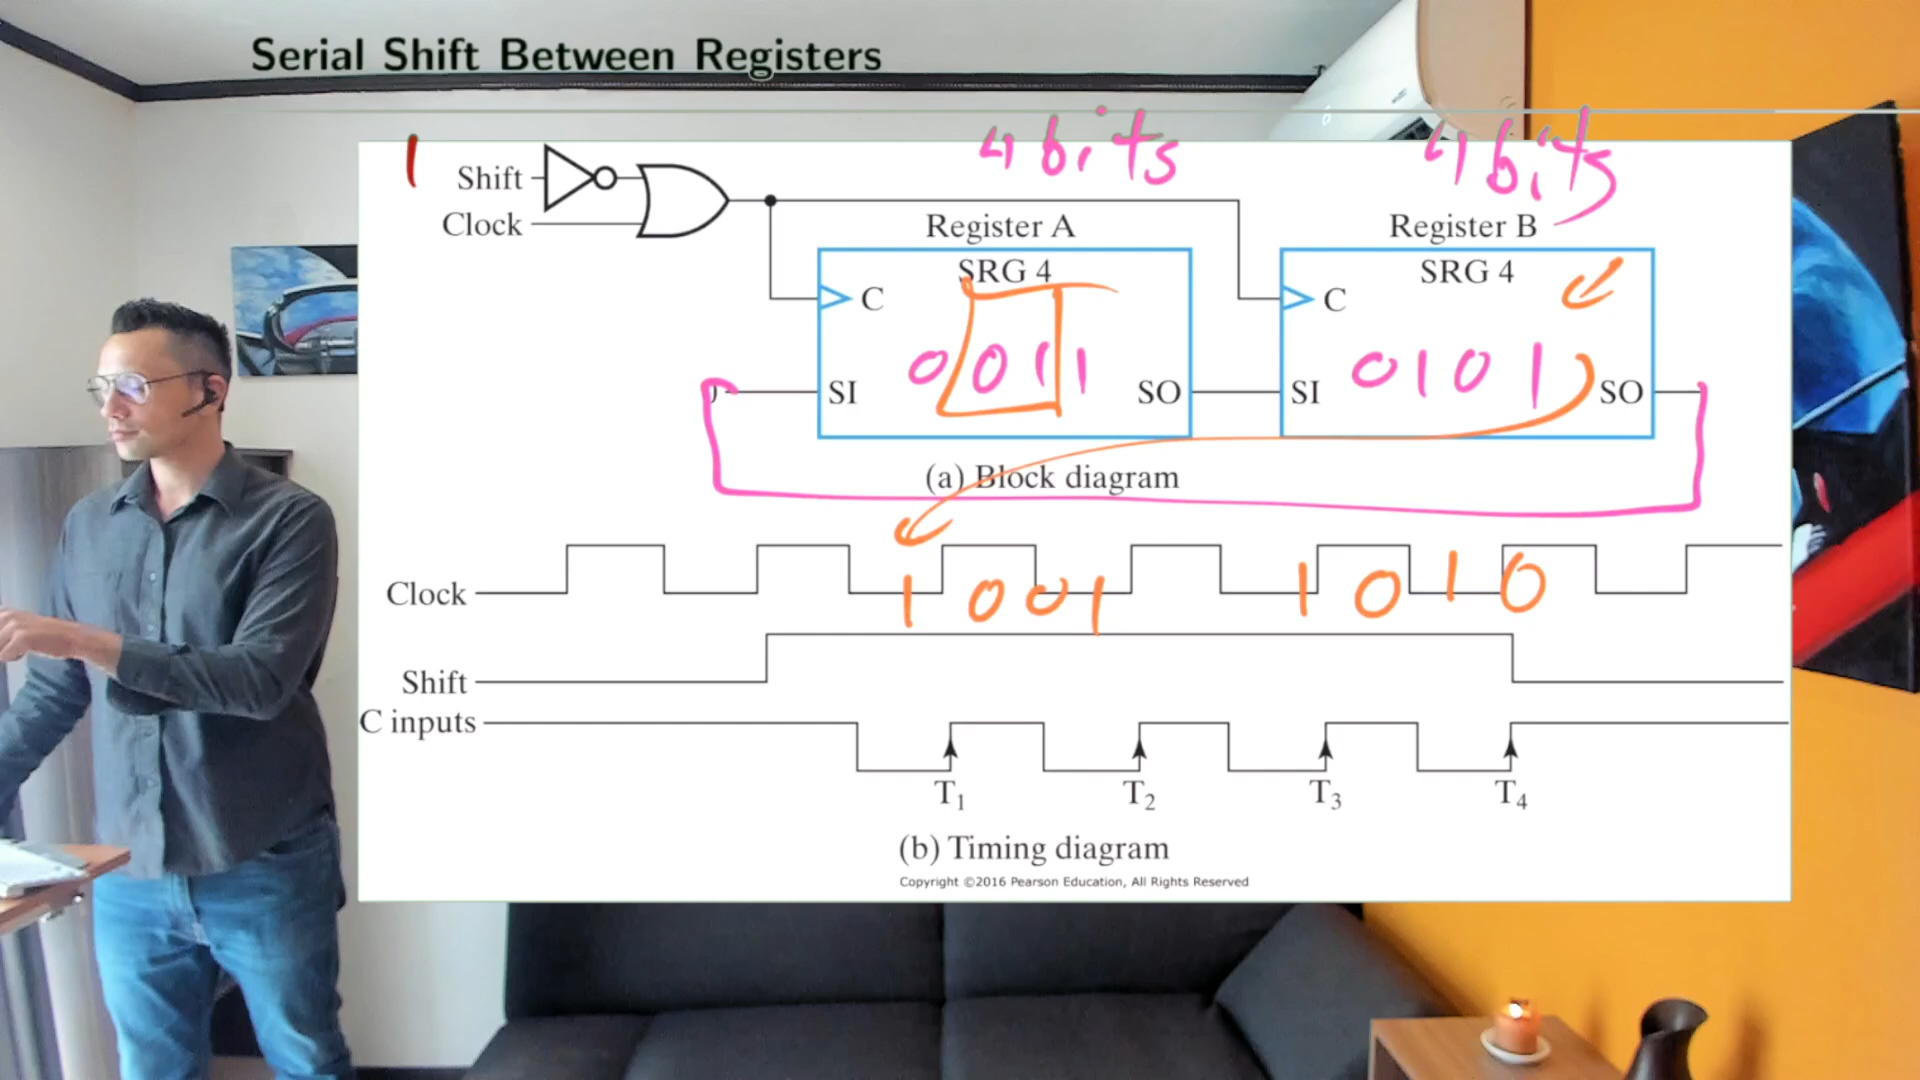 Serial Shift Between Registers
4 bits 4 bits
1 Shift
Clock
Register A Register B
SRG 4 SRG 4
C C
0 0 1 1 0 1 0 1
SI SO SI SO
(a) Block diagram
Clock 1 0 0 1 1 0 1 0
Shift
C inputs
T1 T2 T3 T4
(b) Timing diagram
Copyright ©2016 Pearson Education, All Rights Reserved